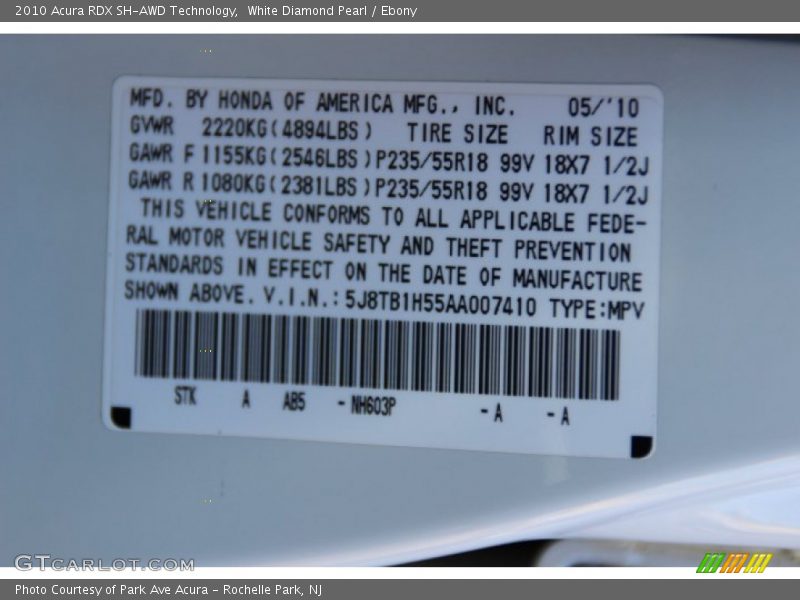 2010 Acura RDX SH-AWD Technology,  White Diamond Pearl / Ebony
MFD. BY HONDA OF AMERICA MFG., INC. 05/'10
GVWR 2220KG(4894LBS) TIRE SIZE RIM SIZE
GAWR F 1155KG(2546LBS) P235/55R18 99V 18X7 1/2J
GAWR R 1080KG(2381LBS) P235/55R18 99V 18X7 1/2J
THIS VEHICLE CONFORMS TO ALL APPLICABLE FEDE-
RAL MOTOR VEHICLE SAFETY AND THEFT PREVENTION
STANDARDS IN EFFECT ON THE DATE OF MANUFACTURE
SHOWN ABOVE. V.I.N.: 5J8TB1H55AA007410 TYPE:MPV
STK A AB5 - NH603P - A - A
GTCARLOT.COM
Photo Courtesy of Park Ave Acura - Rochelle Park, NJ